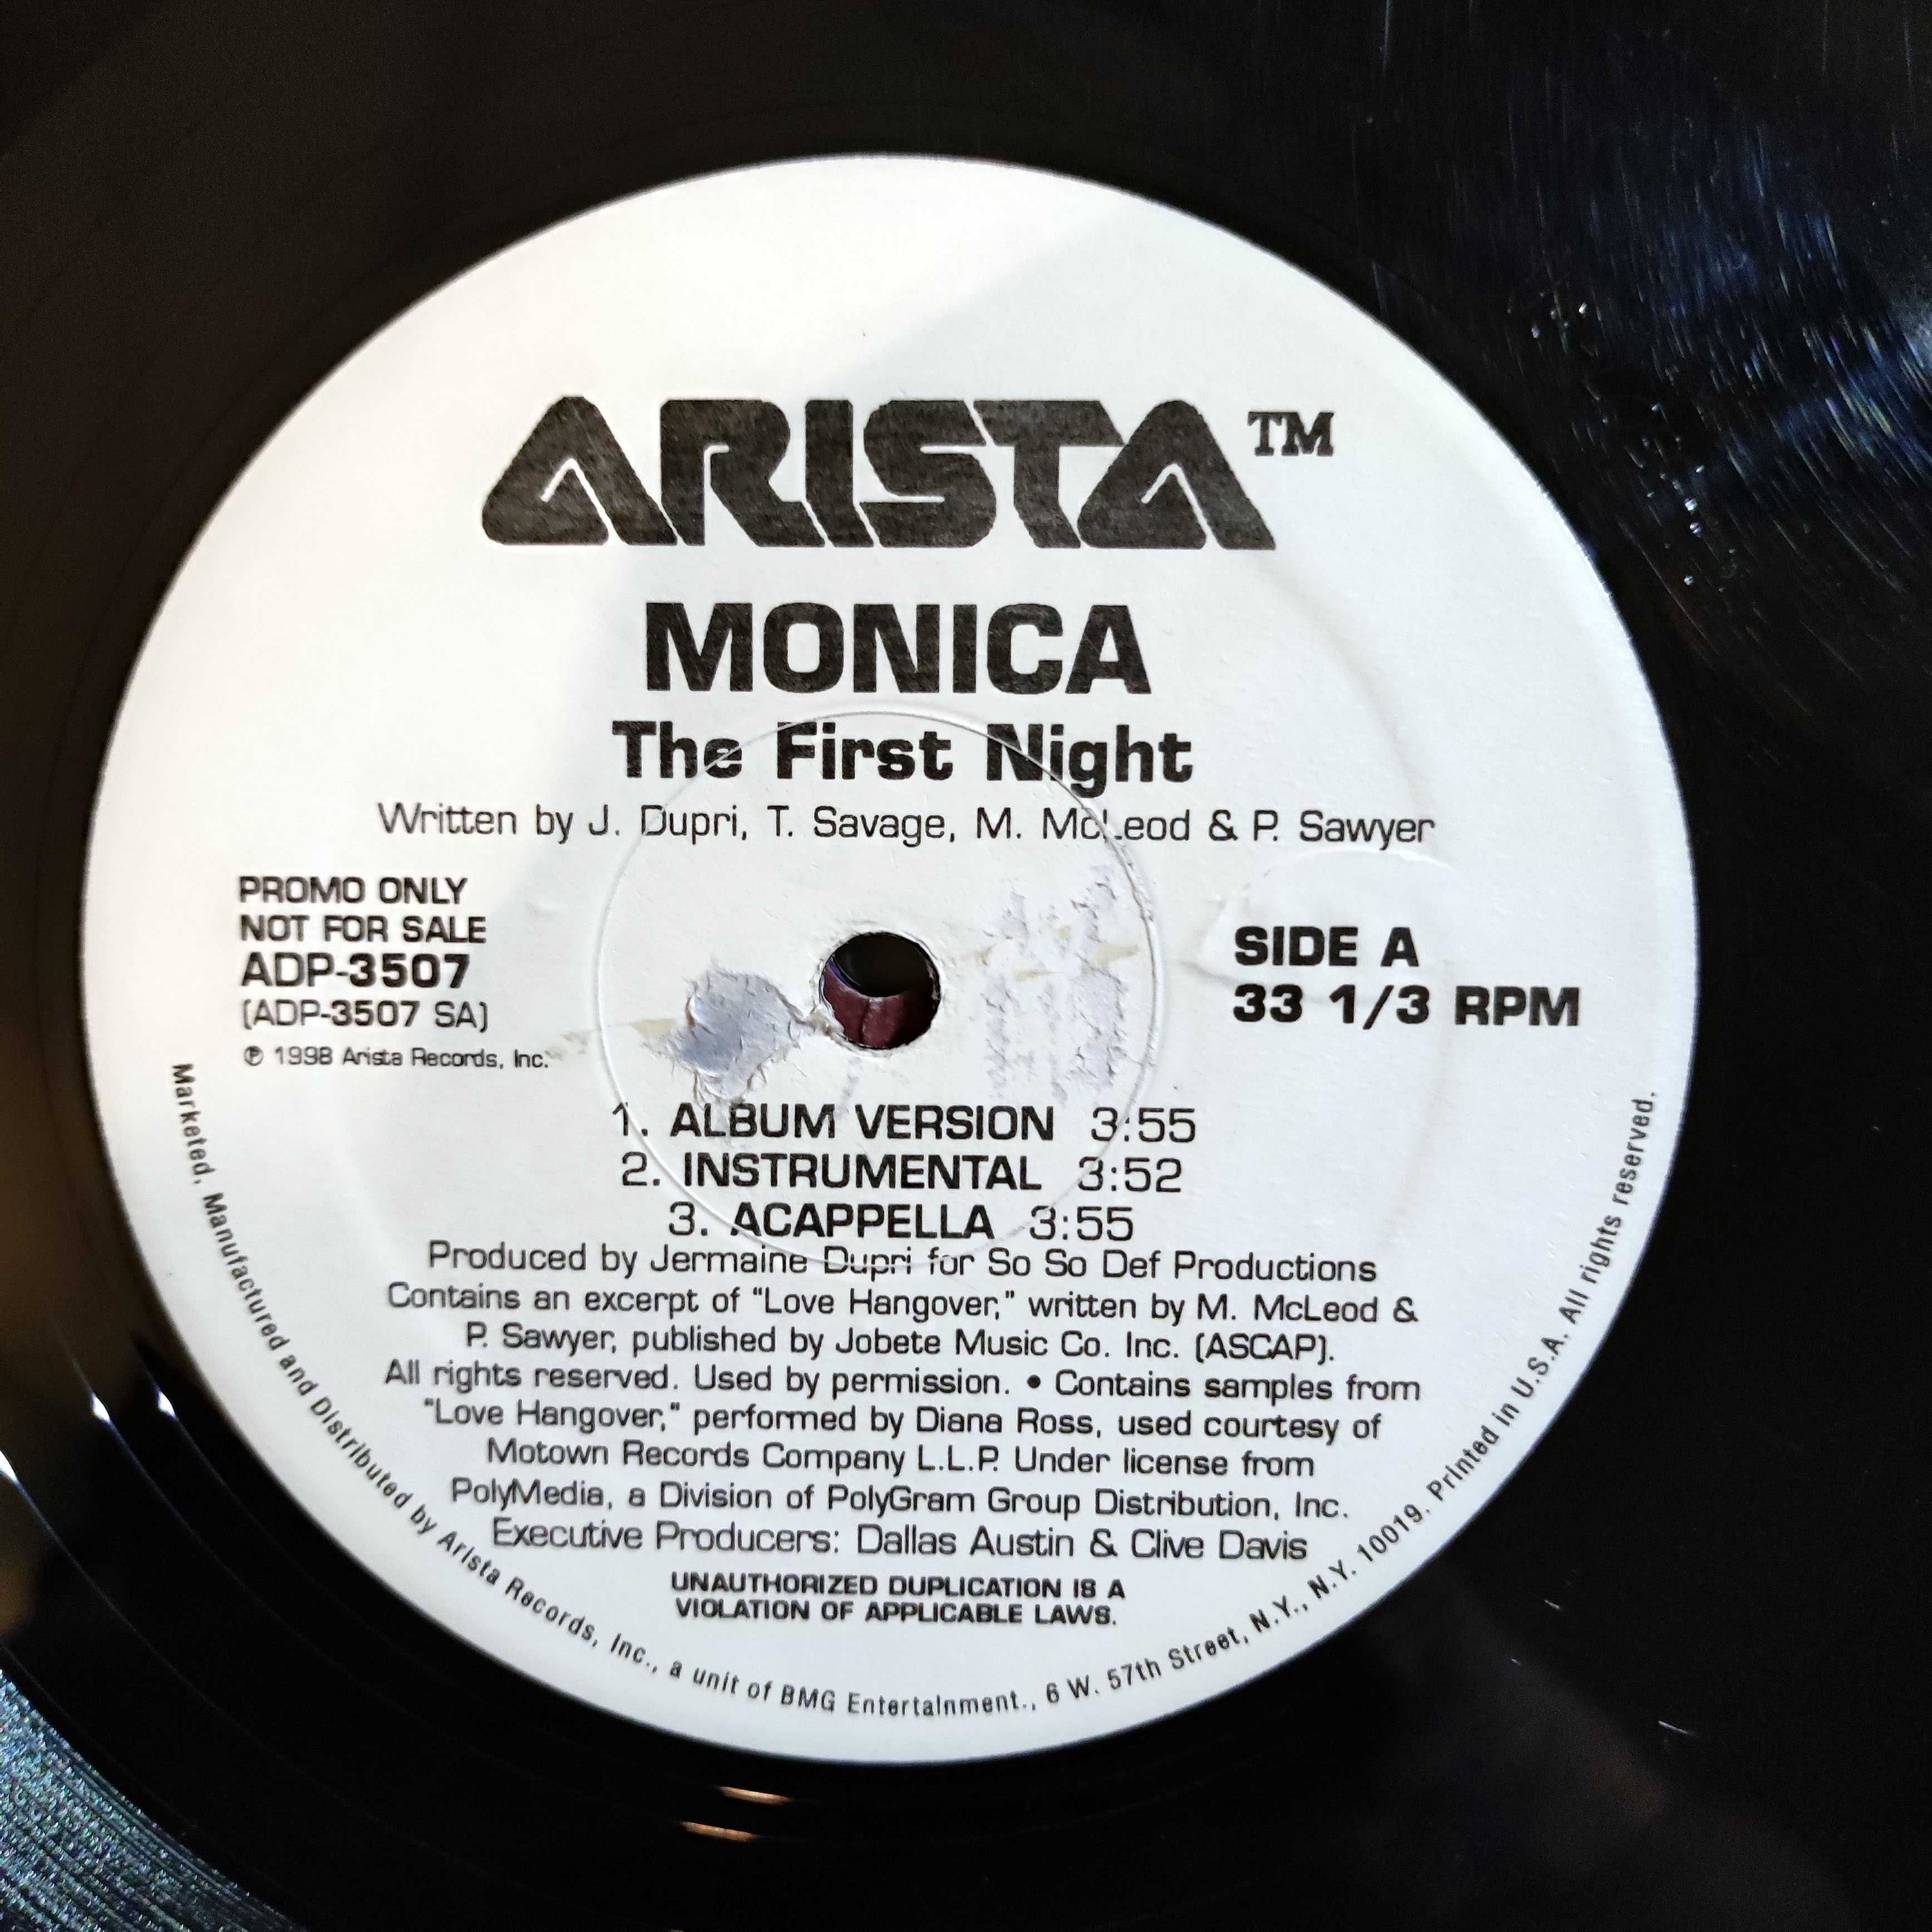 ARISTA™
MONICA
The First Night
Written by J. Dupri, T. Savage, M. McLeod & P. Sawyer
PROMO ONLY
NOT FOR SALE
ADP-3507
(ADP-3507 SA)
℗ 1998 Arista Records, Inc.
SIDE A
33 1/3 RPM
1. ALBUM VERSION 3:55
2. INSTRUMENTAL 3:52
3. ACAPPELLA 3:55
Produced by Jermaine Dupri for So So Def Productions
Contains an excerpt of "Love Hangover," written by M. McLeod &
P. Sawyer, published by Jobete Music Co. Inc. (ASCAP).
All rights reserved. Used by permission. • Contains samples from
"Love Hangover," performed by Diana Ross, used courtesy of
Motown Records Company L.L.P. Under license from
PolyMedia, a Division of PolyGram Group Distribution, Inc.
Executive Producers: Dallas Austin & Clive Davis
UNAUTHORIZED DUPLICATION IS A
VIOLATION OF APPLICABLE LAWS.
Marketed, Manufactured and Distributed by Arista Records, Inc., a unit of BMG Entertainment., 6 W. 57th Street, N.Y., N.Y. 10019. Printed in U.S.A. All rights reserved.